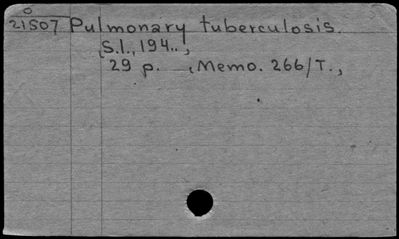 O
21507 Pulmonary tuberculosis.
S.l., 194..,
29 p. , Memo. 266/T.,